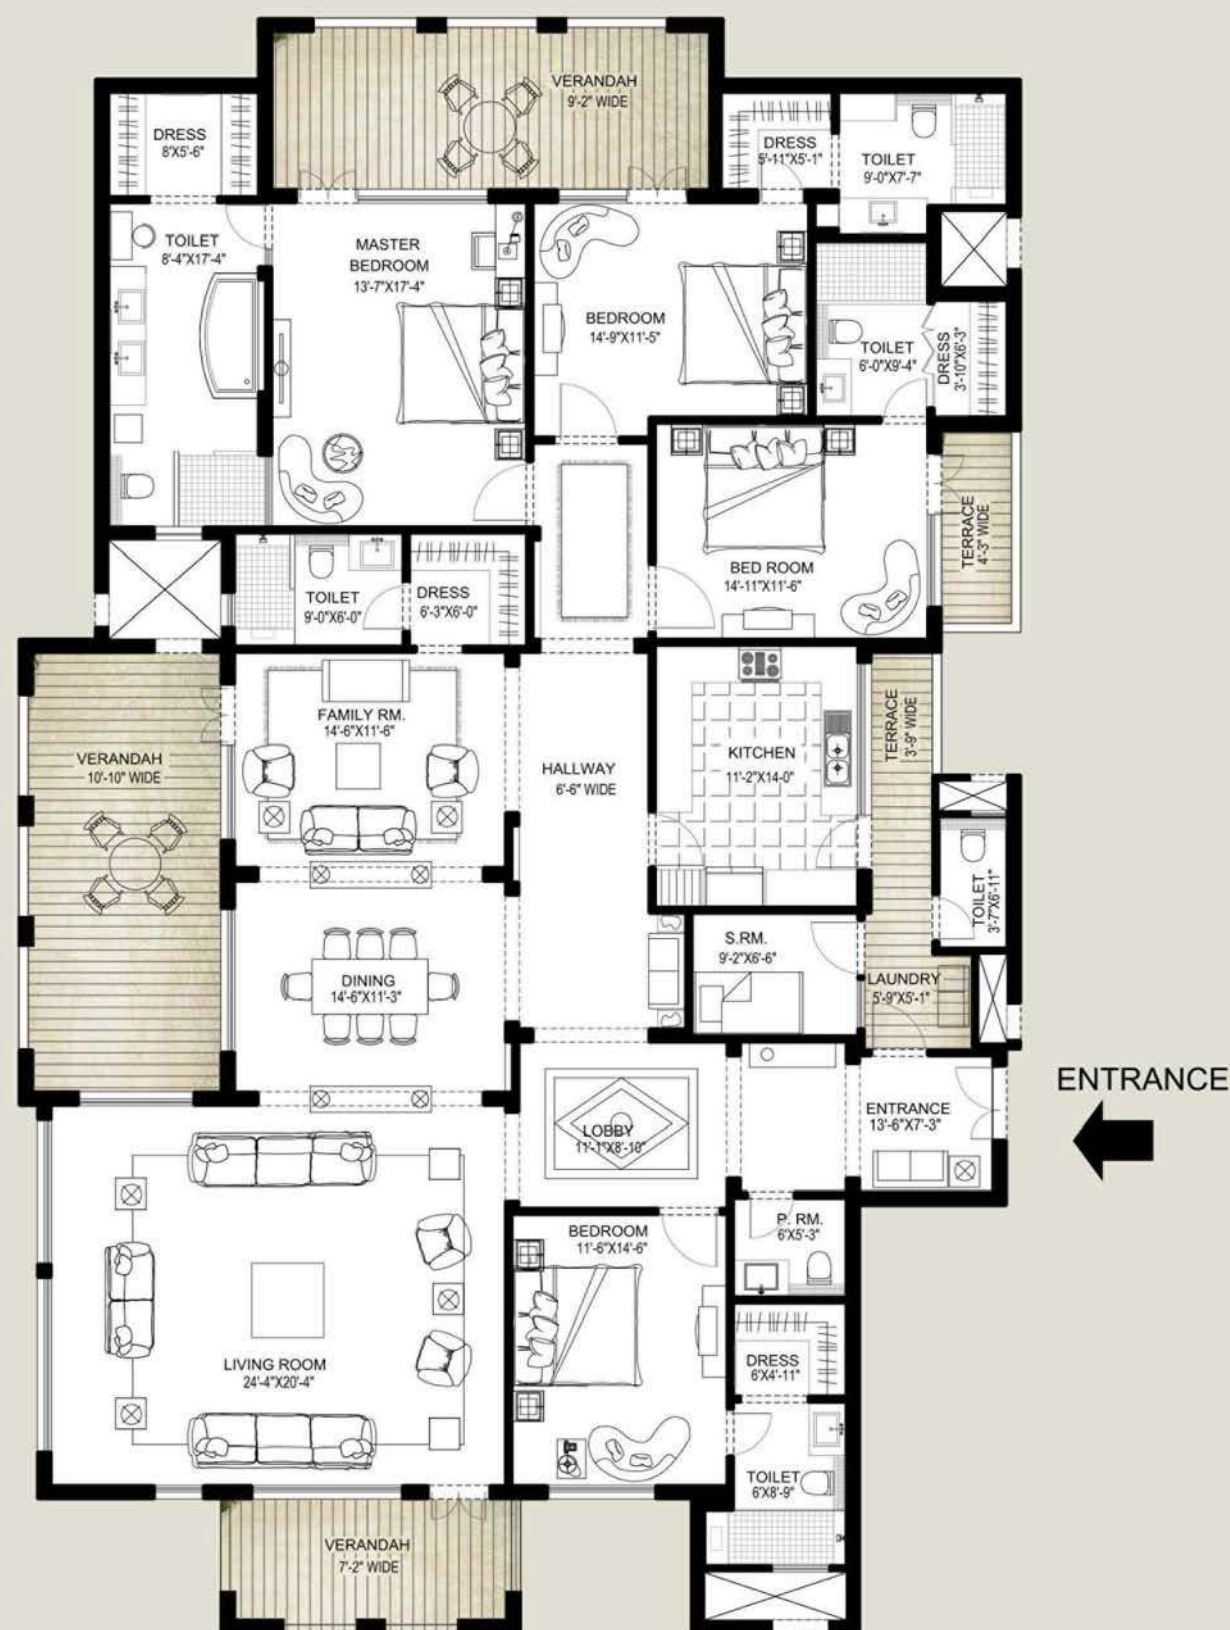 VERANDAH
9'-2" WIDE
DRESS
8'X5'-6"
DRESS
5'-11"X5'-1"
TOILET
9'-0"X7'-7"
TOILET
8'-4"X17'-4"
MASTER
BEDROOM
13'-7"X17'-4"
BEDROOM
14'-9"X11'-5"
TOILET
6'-0"X9'-4"
DRESS
3'-10"X6'-3"
TERRACE
4'-3" WIDE
BED ROOM
14'-11"X11'-6"
TOILET
9'-0"X6'-0"
DRESS
6'-3"X6'-0"
FAMILY RM.
14'-6"X11'-6"
VERANDAH
10'-10" WIDE
HALLWAY
6'-6" WIDE
KITCHEN
11'-2"X14-0"
TERRACE
3'-9" WIDE
TOILET
3'-7"X6'-11"
S.RM.
9'-2"X6'-6"
DINING
14'-6"X11'-3"
LAUNDRY
5'-9"X5'-1"
ENTRANCE
ENTRANCE
13'-6"X7'-3"
LOBBY
11'-1"X8'-10"
P. RM.
6'X5'-3"
BEDROOM
11'-6"X14'-6"
LIVING ROOM
24'-4"X20'-4"
DRESS
6'X4'-11"
TOILET
6'X8'-9"
VERANDAH
7'-2" WIDE